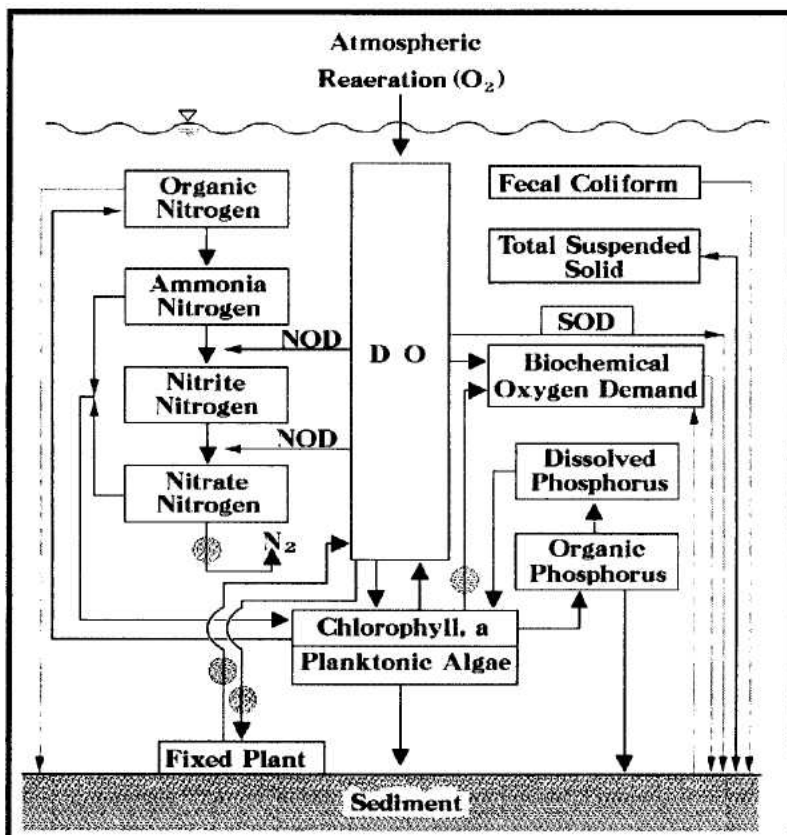 Atmospheric
Reaeration (O₂)
Organic
Nitrogen
Fecal Coliform
Total Suspended
Solid
Ammonia
Nitrogen
SOD
NOD
D O
Biochemical
Oxygen Demand
Nitrite
Nitrogen
NOD
Dissolved
Phosphorus
Nitrate
Nitrogen
N₂
Organic
Phosphorus
Chlorophyll, a
Planktonic Algae
Fixed Plant
Sediment